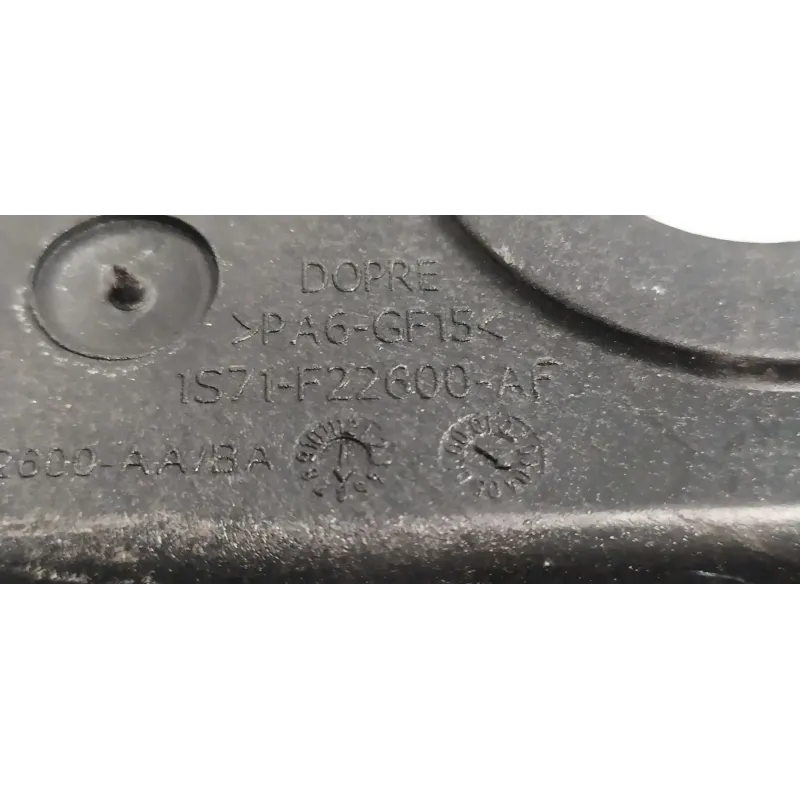 DOPRE
>PA6-GF15<
1S71-F22600-AF
2600-AA/BA